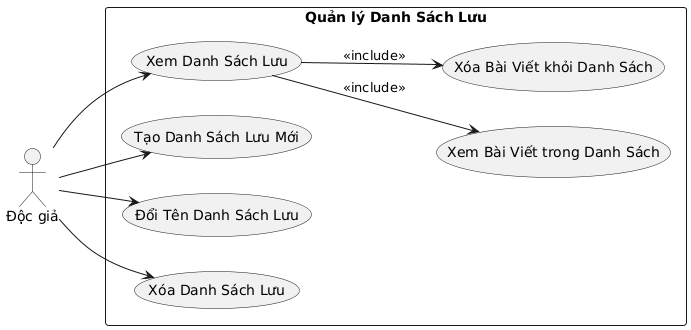 Quản lý Danh Sách Lưu
Xem Danh Sách Lưu
«include»
Xóa Bài Viết khỏi Danh Sách
«include»
Tạo Danh Sách Lưu Mới
Xem Bài Viết trong Danh Sách
Độc giả
Đổi Tên Danh Sách Lưu
Xóa Danh Sách Lưu